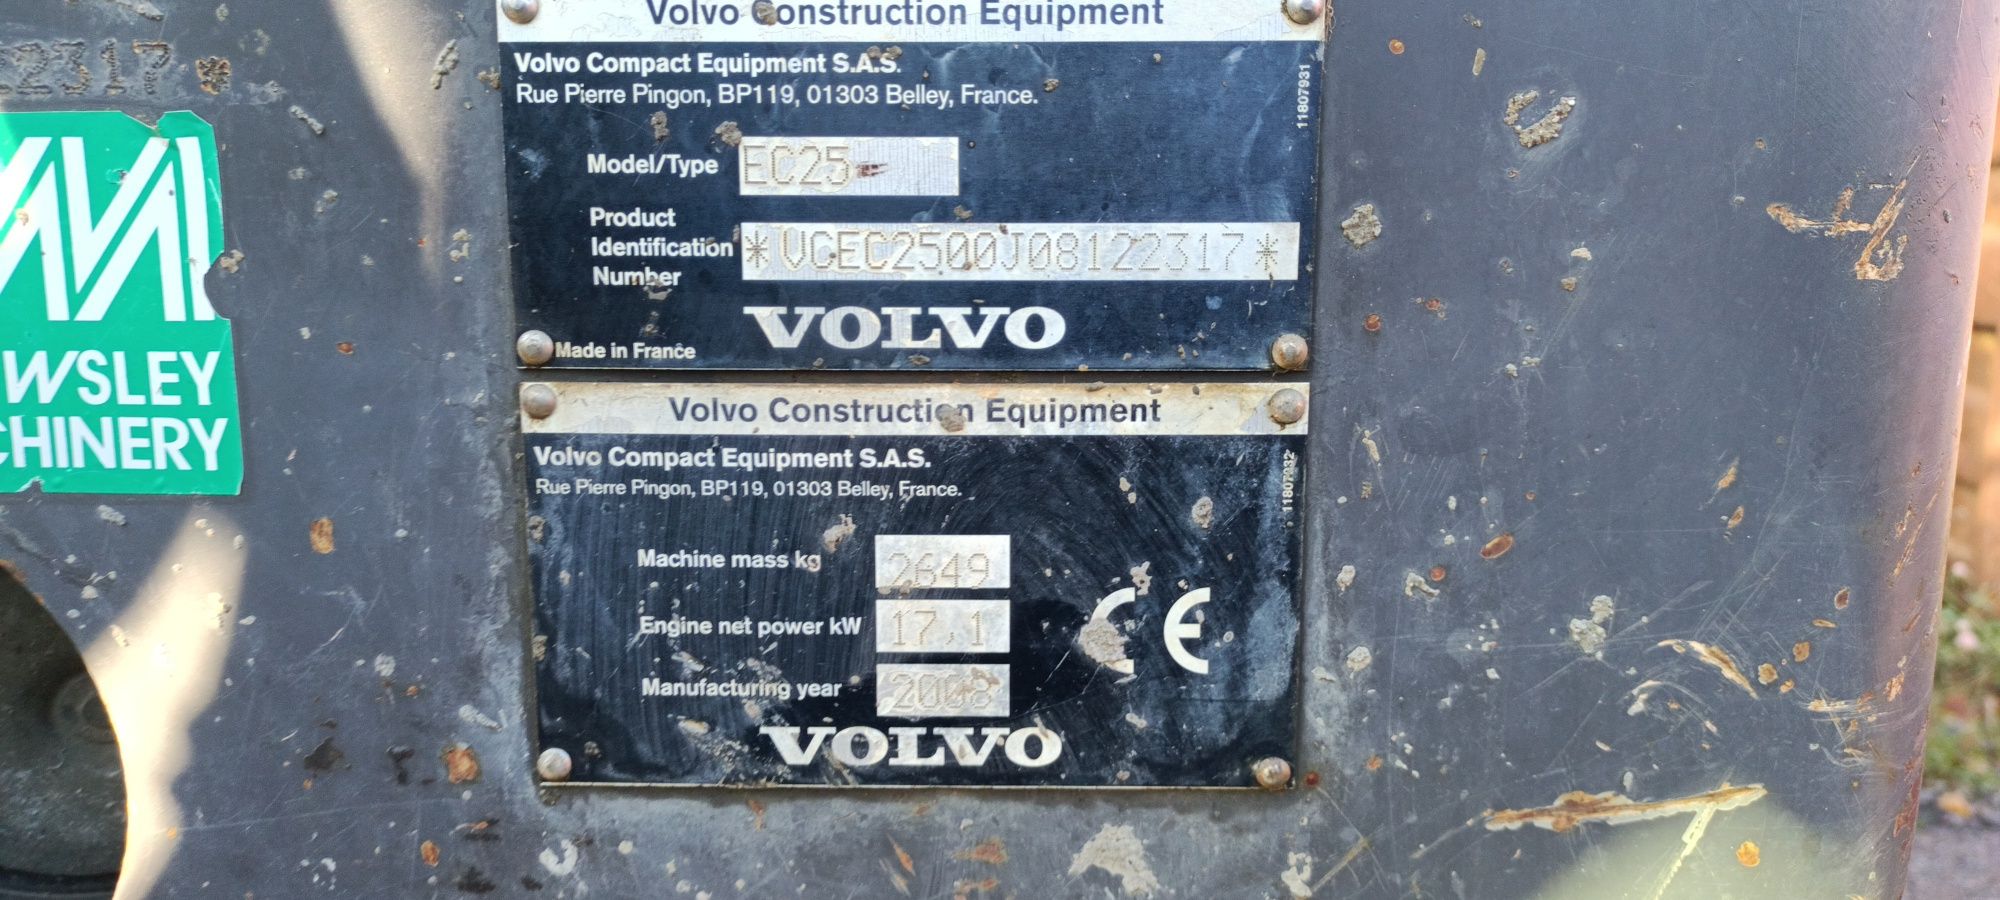 Volvo Construction Equipment
Volvo Compact Equipment S.A.S.
Rue Pierre Pingon, BP119, 01303 Belley, France.
11807931
Model/Type EC25
Product
Identification
Number
*VCEC2500J08122317*
VOLVO
Made in France
Volvo Construction Equipment
Volvo Compact Equipment S.A.S.
Rue Pierre Pingon, BP119, 01303 Belley, France.
11807932
Machine mass kg 2649
Engine net power kW 17,1
Manufacturing year 2008
CE
VOLVO
2317*
WSLEY
CHINERY